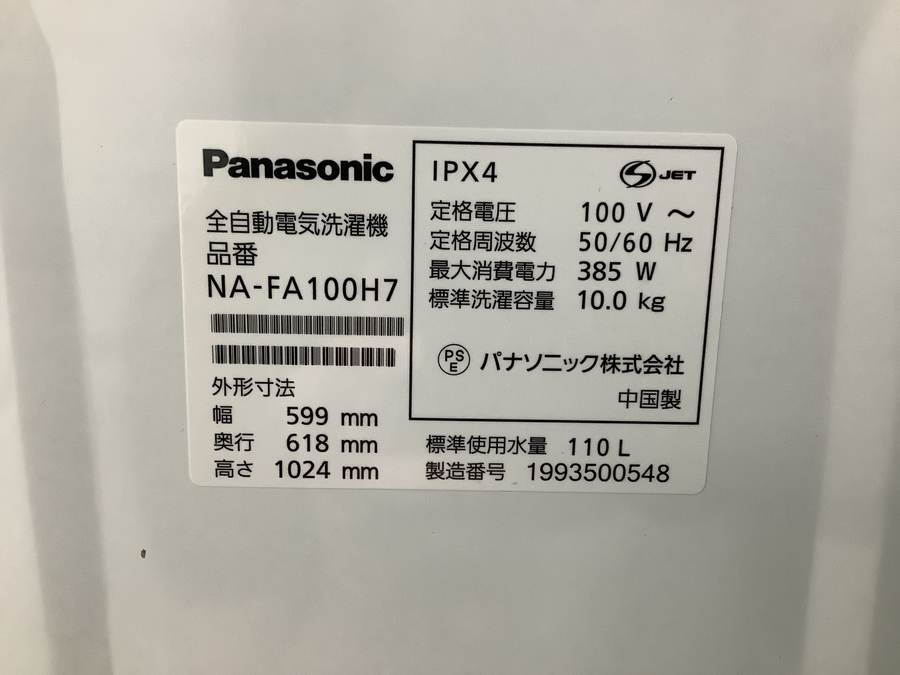 Panasonic
全自動電気洗濯機
品番
NA-FA100H7
外形寸法
幅 599 mm
奥行 618 mm
高さ 1024 mm
IPX4
JET
定格電圧 100 V ～
定格周波数 50/60 Hz
最大消費電力 385 W
標準洗濯容量 10.0 kg
PS
E
パナソニック株式会社
中国製
標準使用水量 110 L
製造番号 1993500548